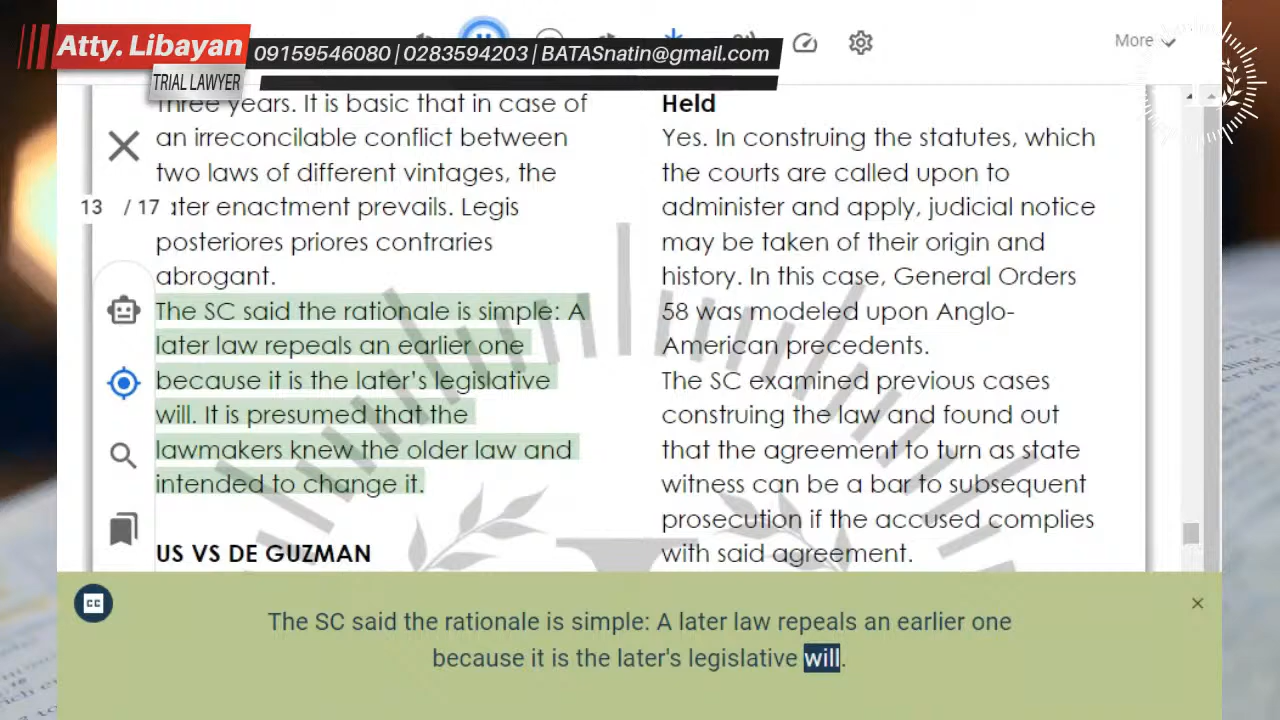 Atty. Libayan
TRIAL LAWYER
09159546080 | 0283594203 | BATASnatin@gmail.com
More
three years. It is basic that in case of
an irreconcilable conflict between
two laws of different vintages, the
ater enactment prevails. Legis
posteriores priores contraries
abrogant.
The SC said the rationale is simple: A
later law repeals an earlier one
because it is the later’s legislative
will. It is presumed that the
lawmakers knew the older law and
intended to change it.
US VS DE GUZMAN
13 / 17
Held
Yes. In construing the statutes, which
the courts are called upon to
administer and apply, judicial notice
may be taken of their origin and
history. In this case, General Orders
58 was modeled upon Anglo-
American precedents.
The SC examined previous cases
construing the law and found out
that the agreement to turn as state
witness can be a bar to subsequent
prosecution if the accused complies
with said agreement.
CC
The SC said the rationale is simple: A later law repeals an earlier one
because it is the later's legislative will.